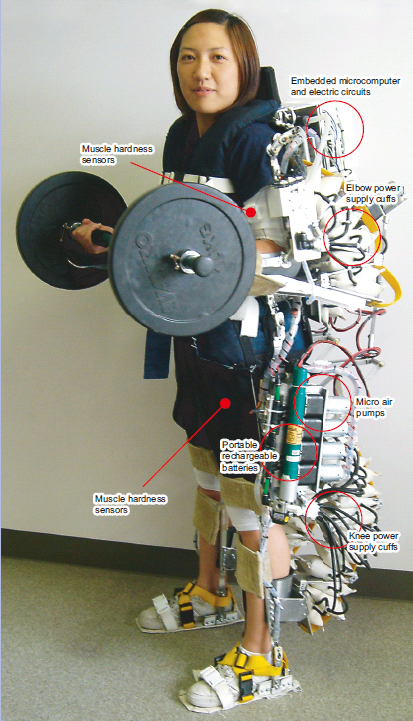 Embedded microcomputer
and electric circuits
Muscle hardness
sensors
Elbow power
supply cuffs
Micro air
pumps
Portable
rechargeable
batteries
Muscle hardness
sensors
Knee power
supply cuffs